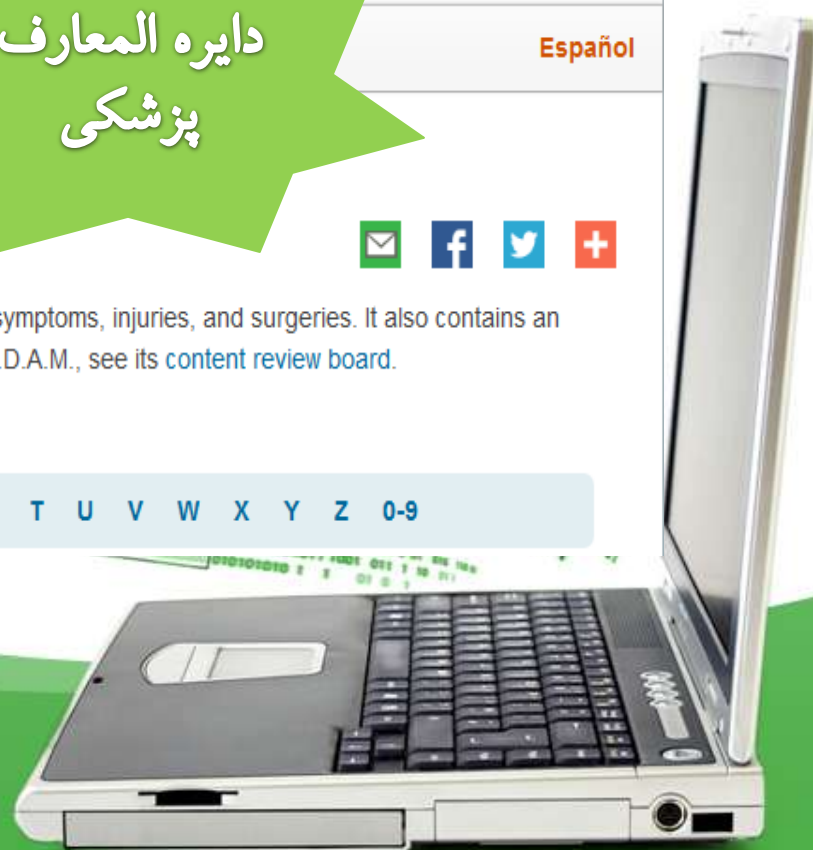 دایره المعارف
پزشکی
Español
symptoms, injuries, and surgeries. It also contains an
.D.A.M., see its content review board.
T U V W X Y Z 0-9